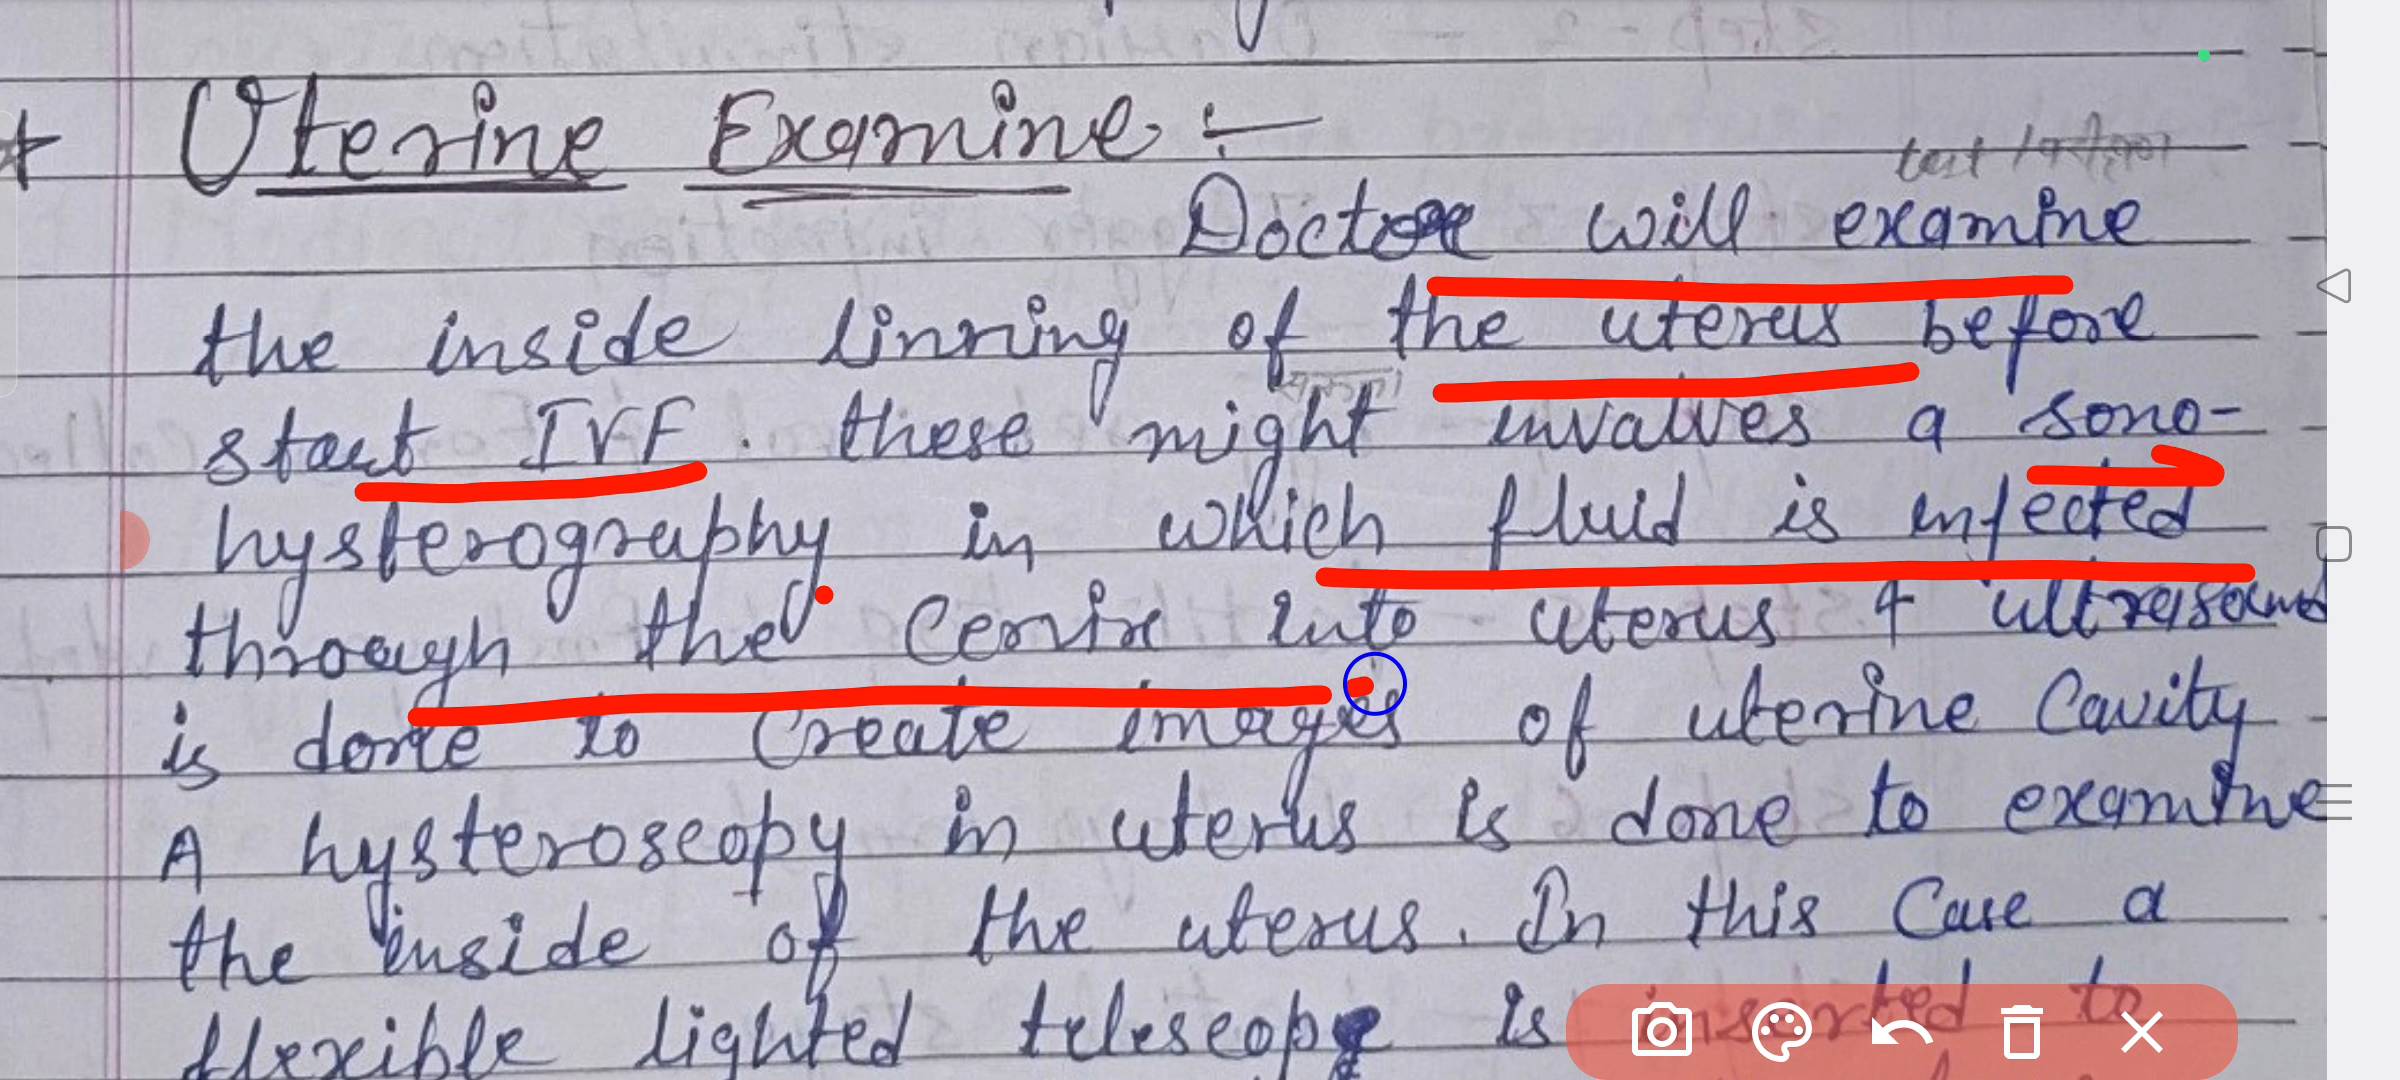 Uterine Examine :-
test /
Doctor will examine
the inside linning of the uterus before
start IVF. these might invalves a sono-
hysterography in which fluid is infected
through the Cervix into uterus & ultrasound
is done to Create images of uterine Cavity
A hysteroscopy in uterus is done to examine
the inside of the uterus. In this Case a
flexible lighted telescope is inserted to